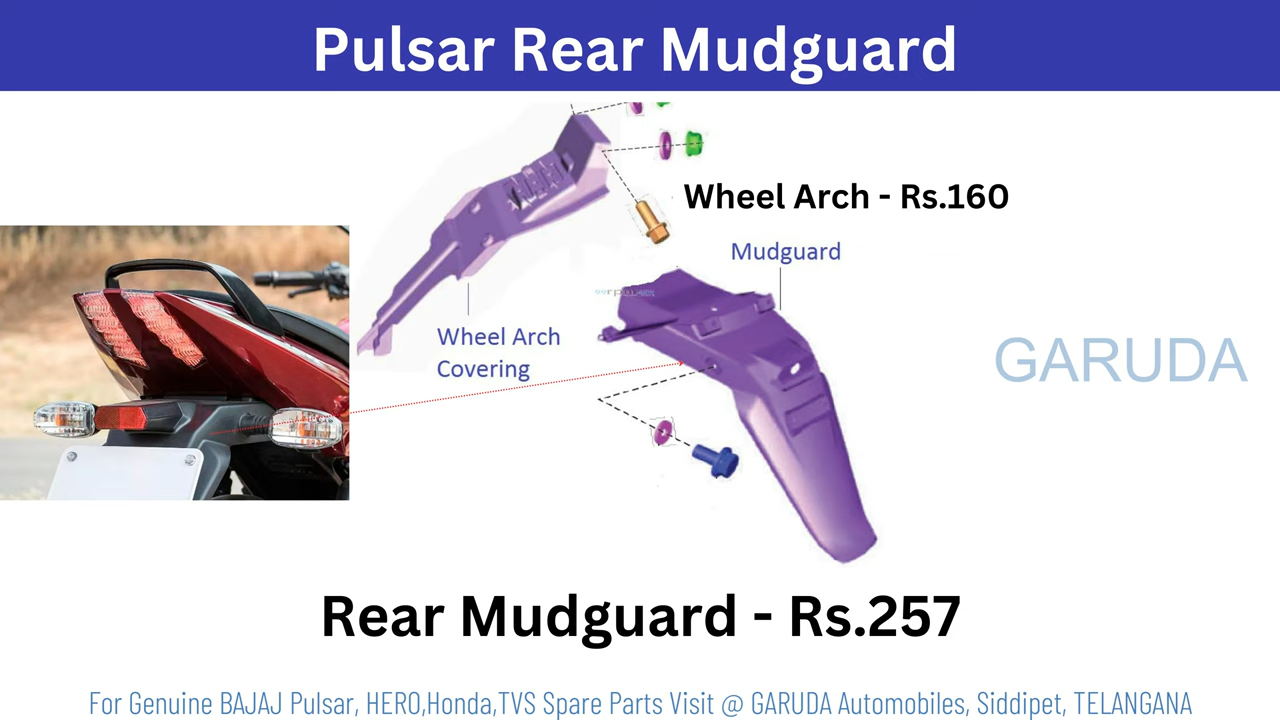 Pulsar Rear Mudguard
Wheel Arch - Rs.160
Mudguard
Wheel Arch
Covering
GARUDA
Rear Mudguard - Rs.257
For Genuine BAJAJ Pulsar, HERO,Honda,TVS Spare Parts Visit @ GARUDA Automobiles, Siddipet, TELANGANA